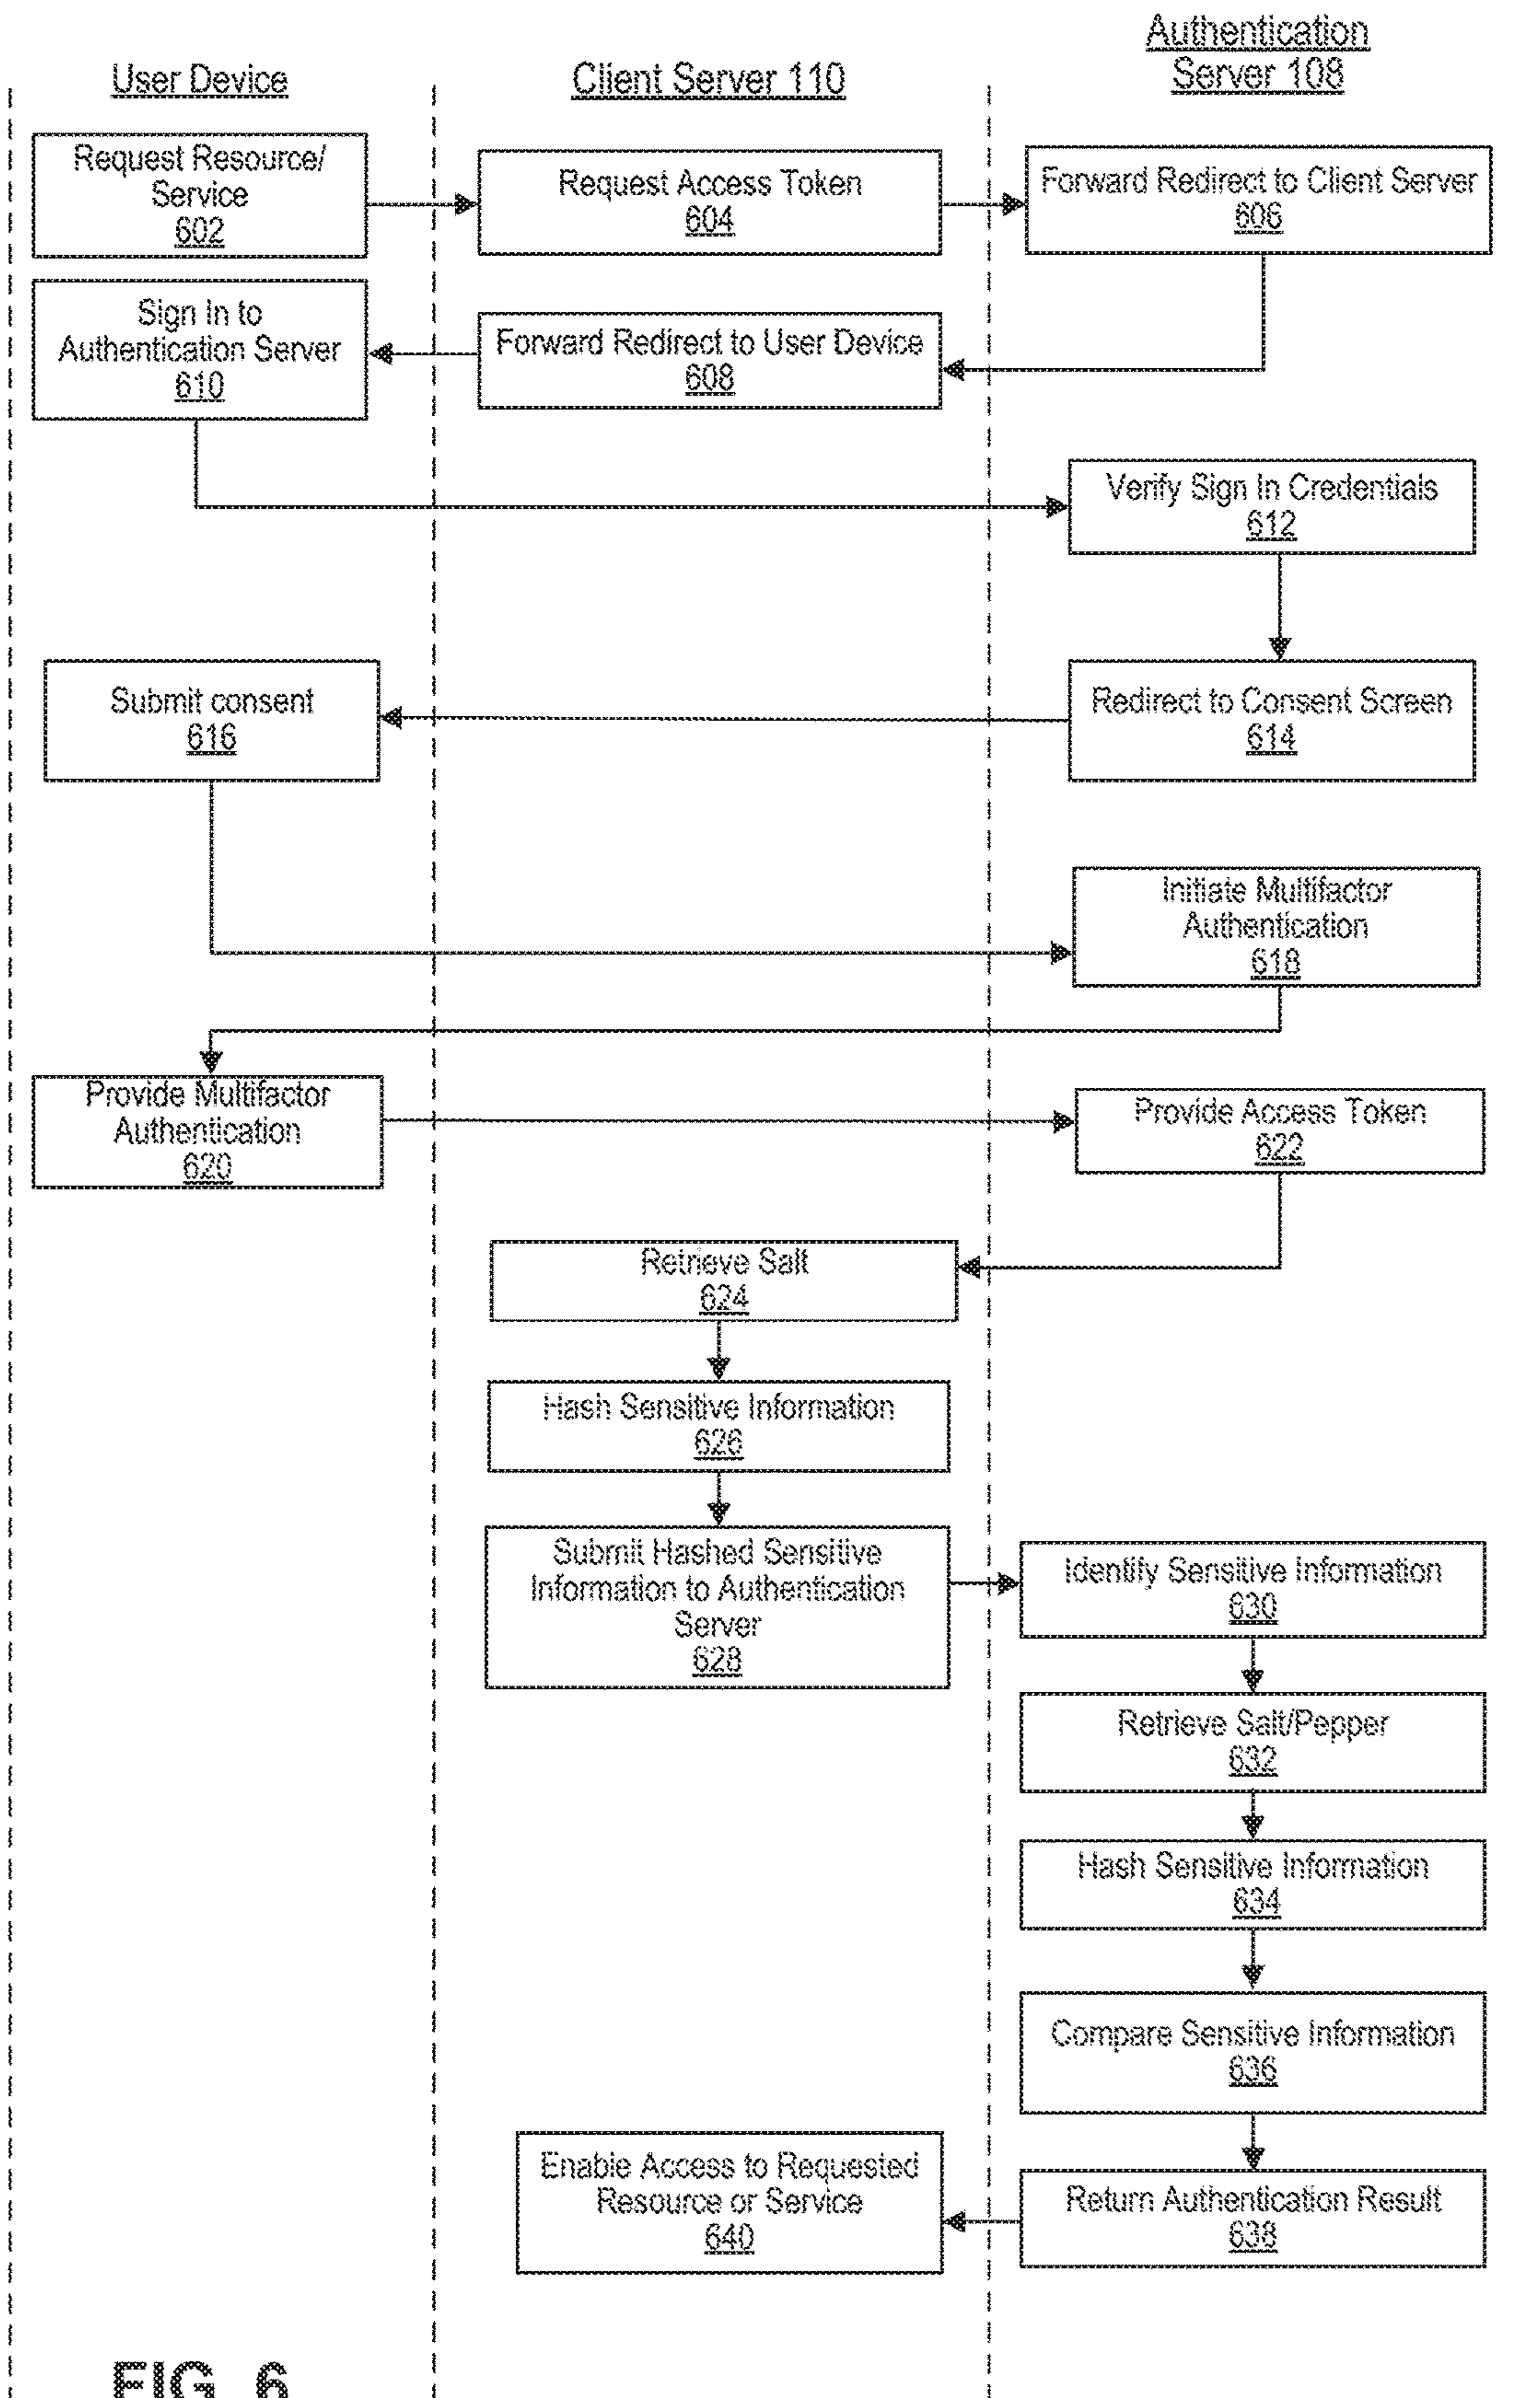 User Device
Client Server 110
Authentication
Server 108
Request Resource/
Service
602
Request Access Token
604
Forward Redirect to Client Server
606
Sign In to
Authentication Server
610
Forward Redirect to User Device
608
Verify Sign In Credentials
612
Submit consent
616
Redirect to Consent Screen
614
Initiate Multifactor
Authentication
618
Provide Multifactor
Authentication
620
Provide Access Token
622
Retrieve Salt
624
Hash Sensitive Information
626
Submit Hashed Sensitive
Information to Authentication
Server
628
Identify Sensitive Information
630
Retrieve Salt/Pepper
632
Hash Sensitive Information
634
Compare Sensitive Information
636
Enable Access to Requested
Resource or Service
640
Return Authentication Result
638
FIG. 6